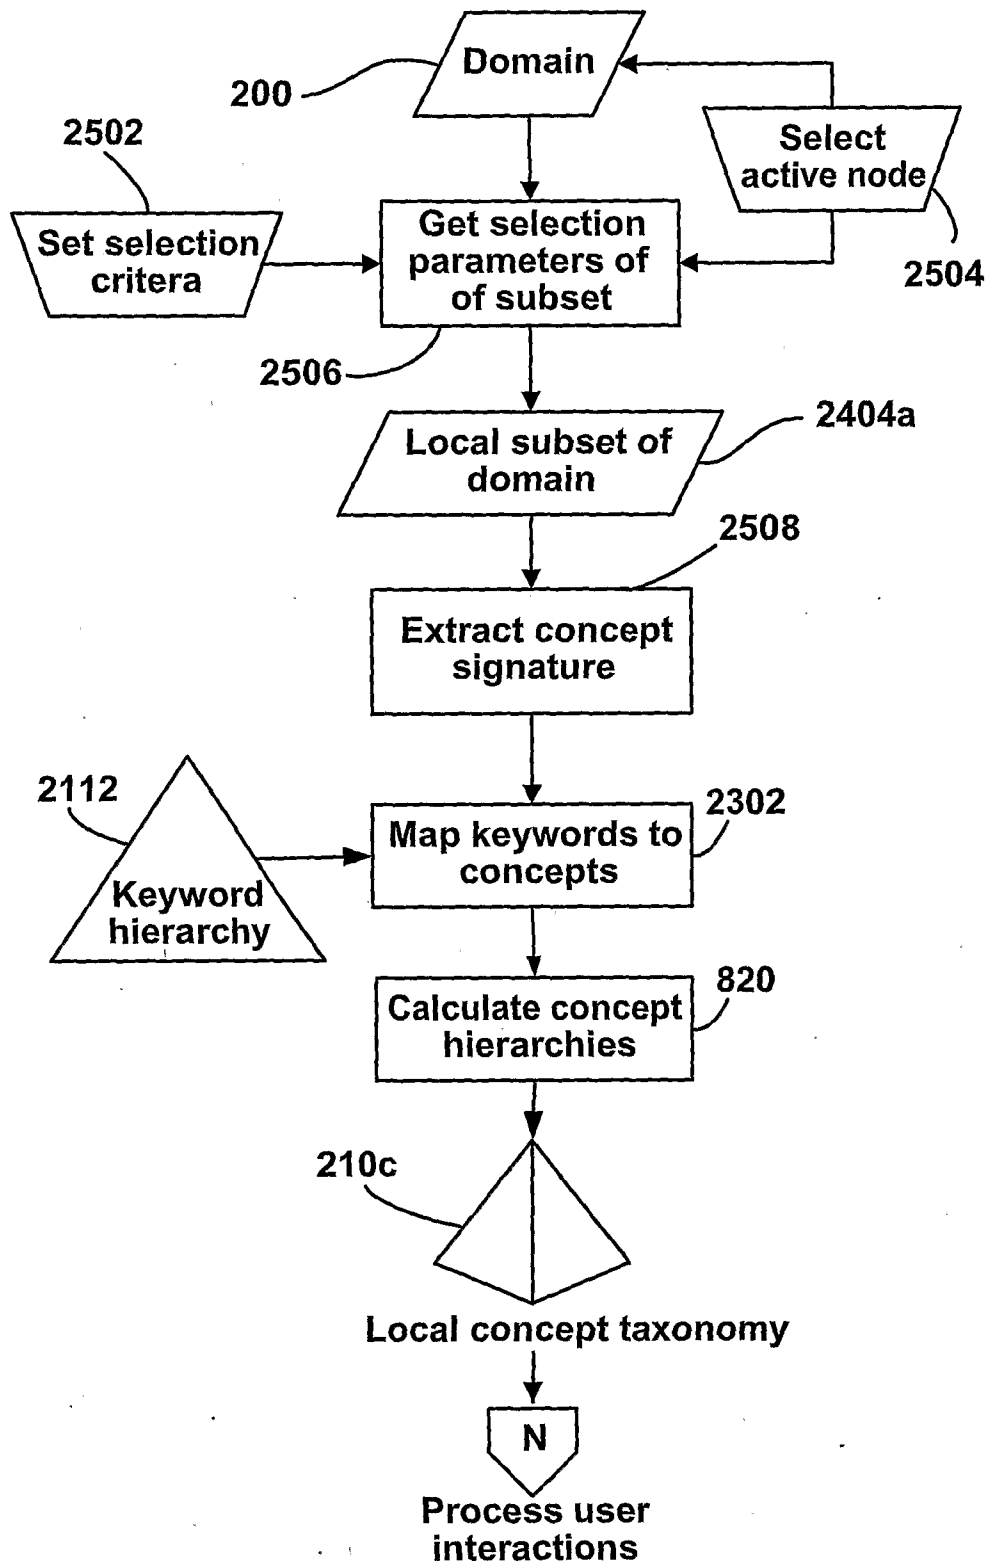 Domain
200
Select
active node
2504
2502
Set selection
critera
Get selection
parameters of
of subset
2506
Local subset of
domain
2404a
2508
Extract concept
signature
2112
Keyword
hierarchy
Map keywords to
concepts
2302
Calculate concept
hierarchies
820
210c
Local concept taxonomy
N
Process user
interactions